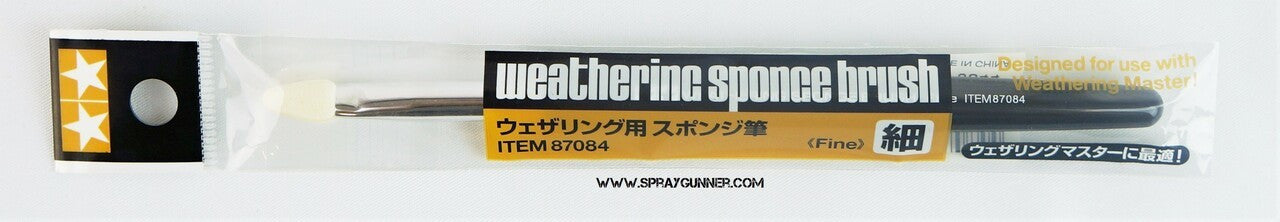 weathering sponge brush
ウェザリング用 スポンジ筆
ITEM 87084
《Fine》 細
Designed for use with
Weathering Master!
ITEM87084
ウェザリングマスターに最適!
WWW.SPRAYGUNNER.COM